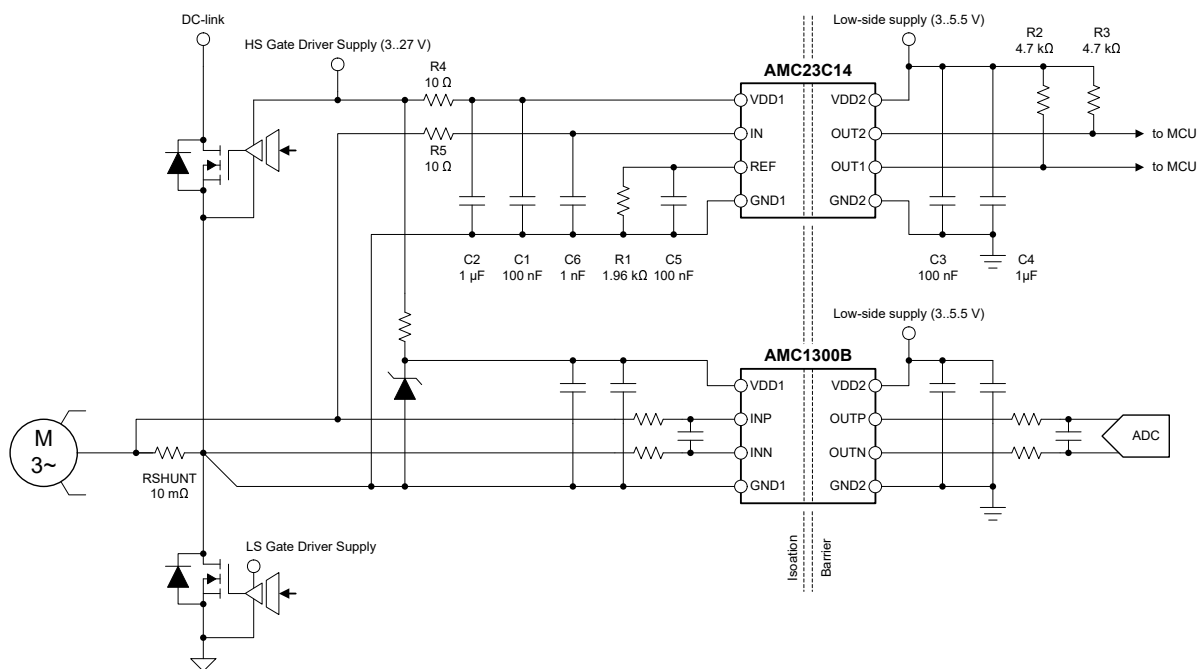 DC-link
HS Gate Driver Supply (3..27 V)
Low-side supply (3..5.5 V)
R2
4.7 kΩ
R3
4.7 kΩ
R4
10 Ω
AMC23C14
VDD1
VDD2
IN
OUT2
to MCU
R5
10 Ω
REF
OUT1
to MCU
GND1
GND2
C2
1 µF
C1
100 nF
C6
1 nF
R1
1.96 kΩ
C5
100 nF
C3
100 nF
C4
1µF
Low-side supply (3..5.5 V)
AMC1300B
VDD1
VDD2
INP
OUTP
INN
OUTN
ADC
GND1
GND2
M
3~
RSHUNT
10 mΩ
LS Gate Driver Supply
Isoation
Barrier